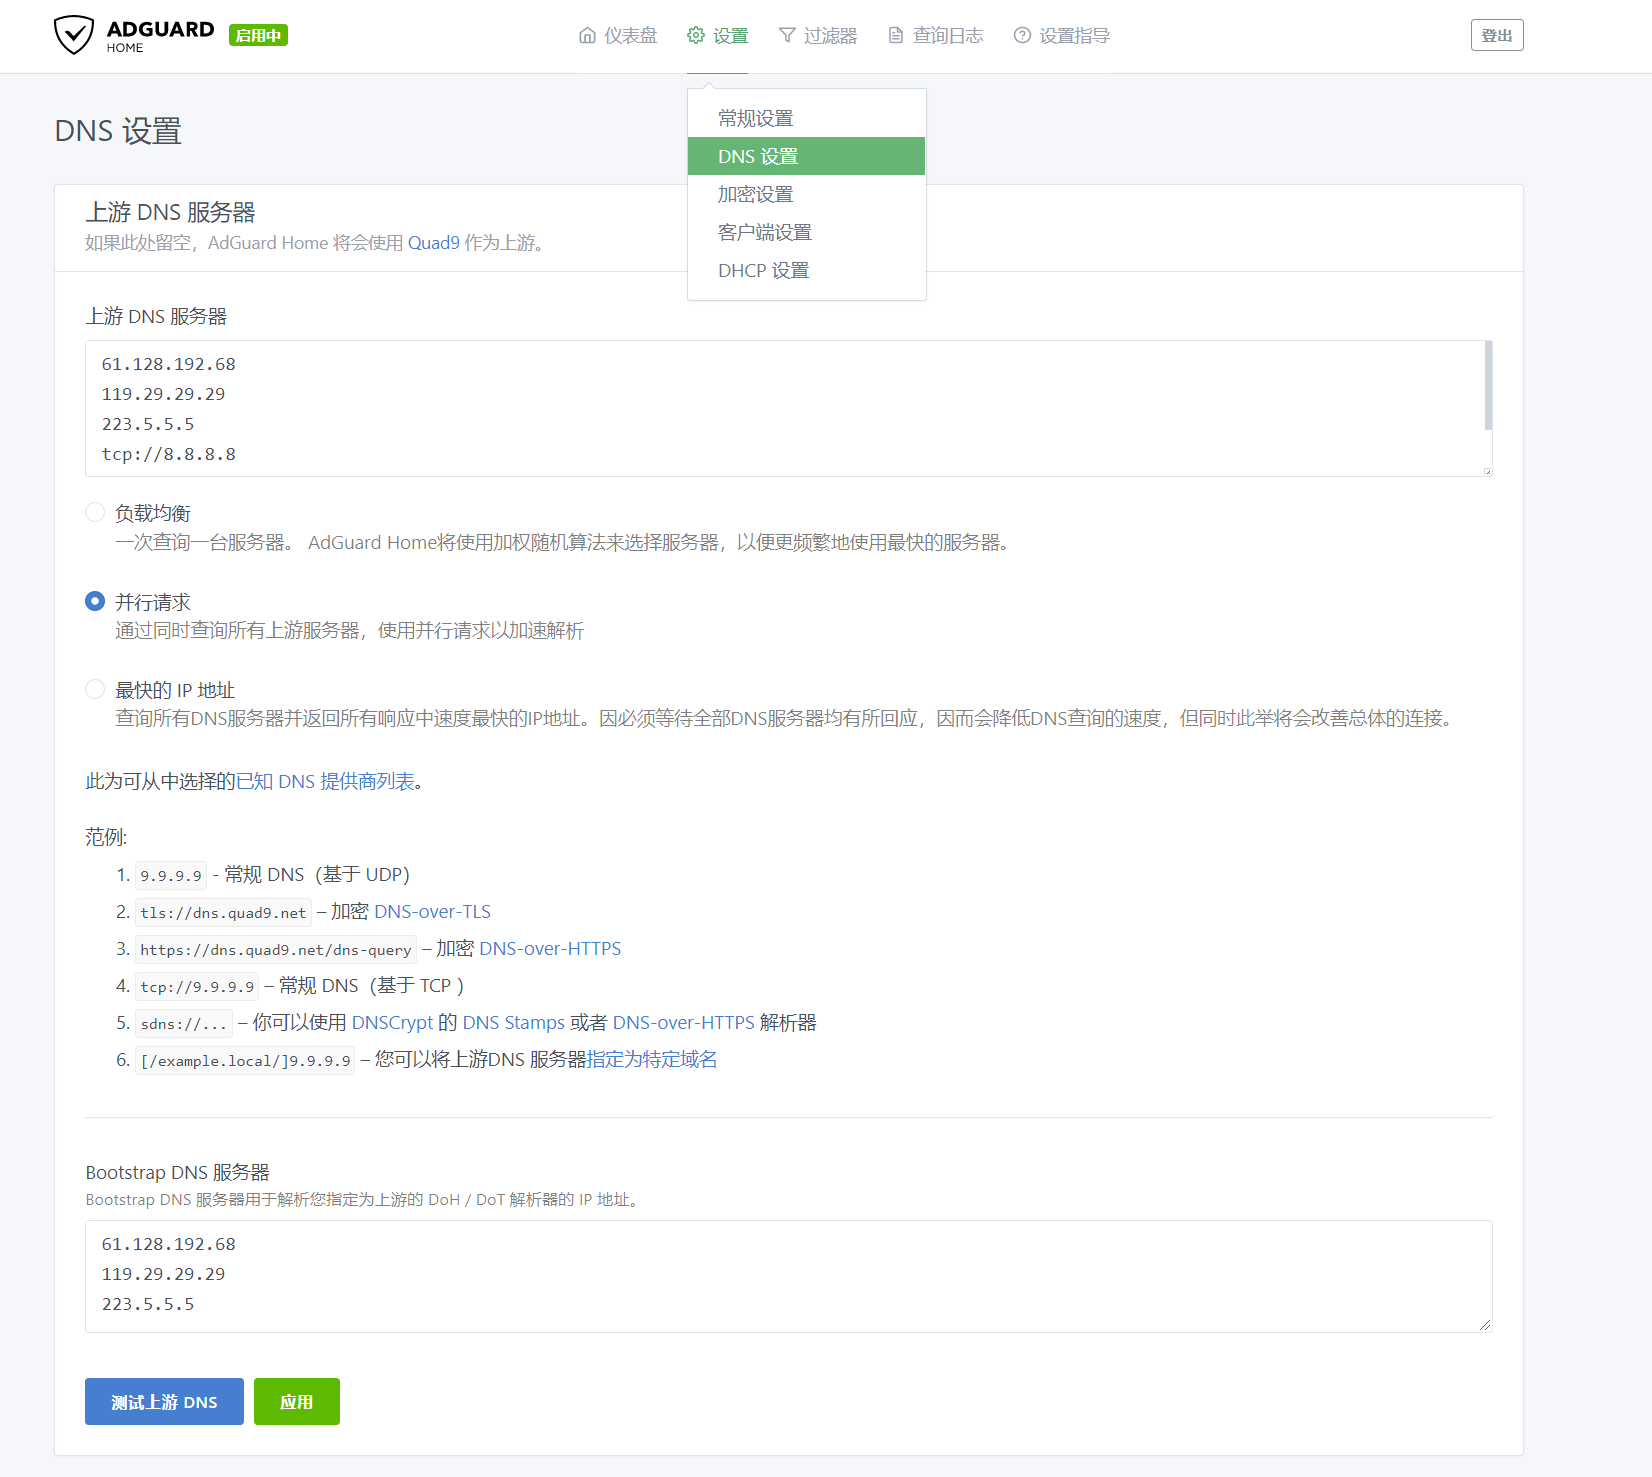 ADGUARD
HOME
启用中
仪表盘
设置
过滤器
查询日志
设置指导
登出
常规设置
DNS 设置
加密设置
客户端设置
DHCP 设置
DNS 设置
上游 DNS 服务器
如果此处留空，AdGuard Home 将会使用 Quad9 作为上游。
上游 DNS 服务器
61.128.192.68
119.29.29.29
223.5.5.5
tcp://8.8.8.8
负载均衡
一次查询一台服务器。 AdGuard Home将使用加权随机算法来选择服务器，以便更频繁地使用最快的服务器。
并行请求
通过同时查询所有上游服务器，使用并行请求以加速解析
最快的 IP 地址
查询所有DNS服务器并返回所有响应中速度最快的IP地址。因必须等待全部DNS服务器均有所回应，因而会降低DNS查询的速度，但同时此举将会改善总体的连接。
此为可从中选择的已知 DNS 提供商列表。
范例:
1. 9.9.9.9 - 常规 DNS（基于 UDP）
2. tls://dns.quad9.net – 加密 DNS-over-TLS
3. https://dns.quad9.net/dns-query – 加密 DNS-over-HTTPS
4. tcp://9.9.9.9 – 常规 DNS（基于 TCP ）
5. sdns://... – 你可以使用 DNSCrypt 的 DNS Stamps 或者 DNS-over-HTTPS 解析器
6. [/example.local/]9.9.9.9 – 您可以将上游DNS 服务器指定为特定域名
Bootstrap DNS 服务器
Bootstrap DNS 服务器用于解析您指定为上游的 DoH / DoT 解析器的 IP 地址。
61.128.192.68
119.29.29.29
223.5.5.5
测试上游 DNS
应用